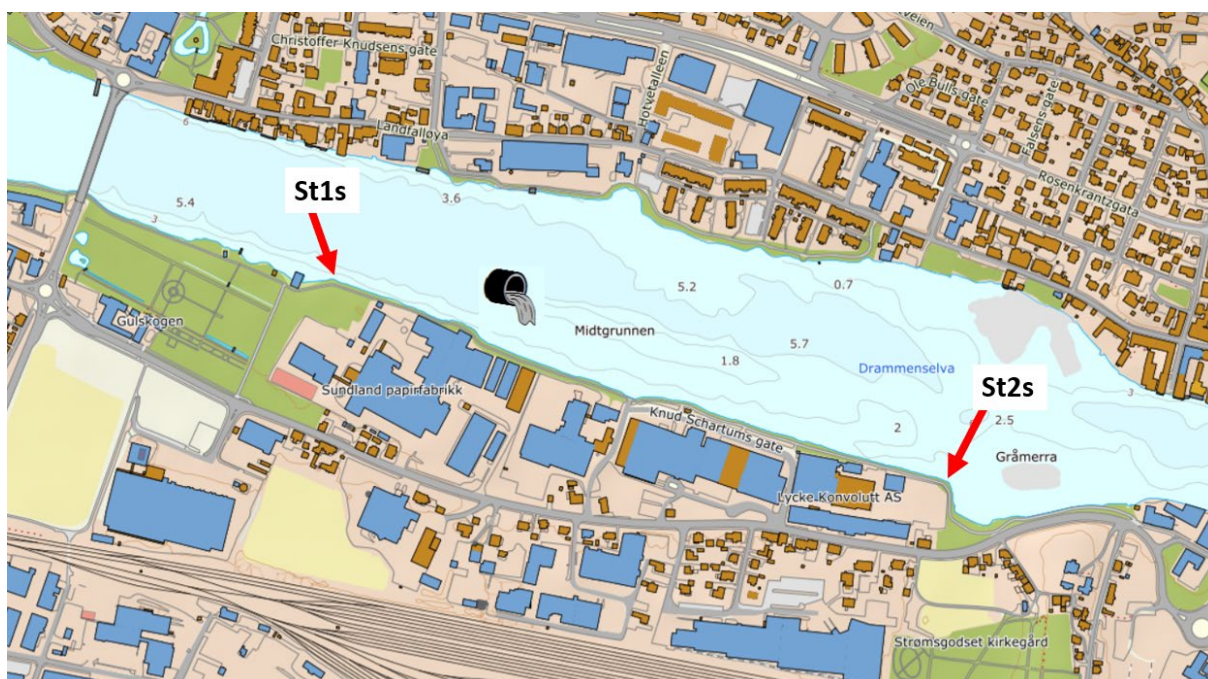 Christoffer Knudsens gate
Hotvetalleen
Ole Bulls gate
Falsens gate
Landfalløya
Rosenkrantzgata
6
St1s
5.4
3
3.6
5.2
0.7
Gulskogen
Midtgrunnen
5.7
1.8
Drammenselva
St2s
3
Sundland papirfabrikk
Knud Schartums gate
2
2.5
Gråmerra
Lycke Konvolutt AS
Strømsgodset kirkegård